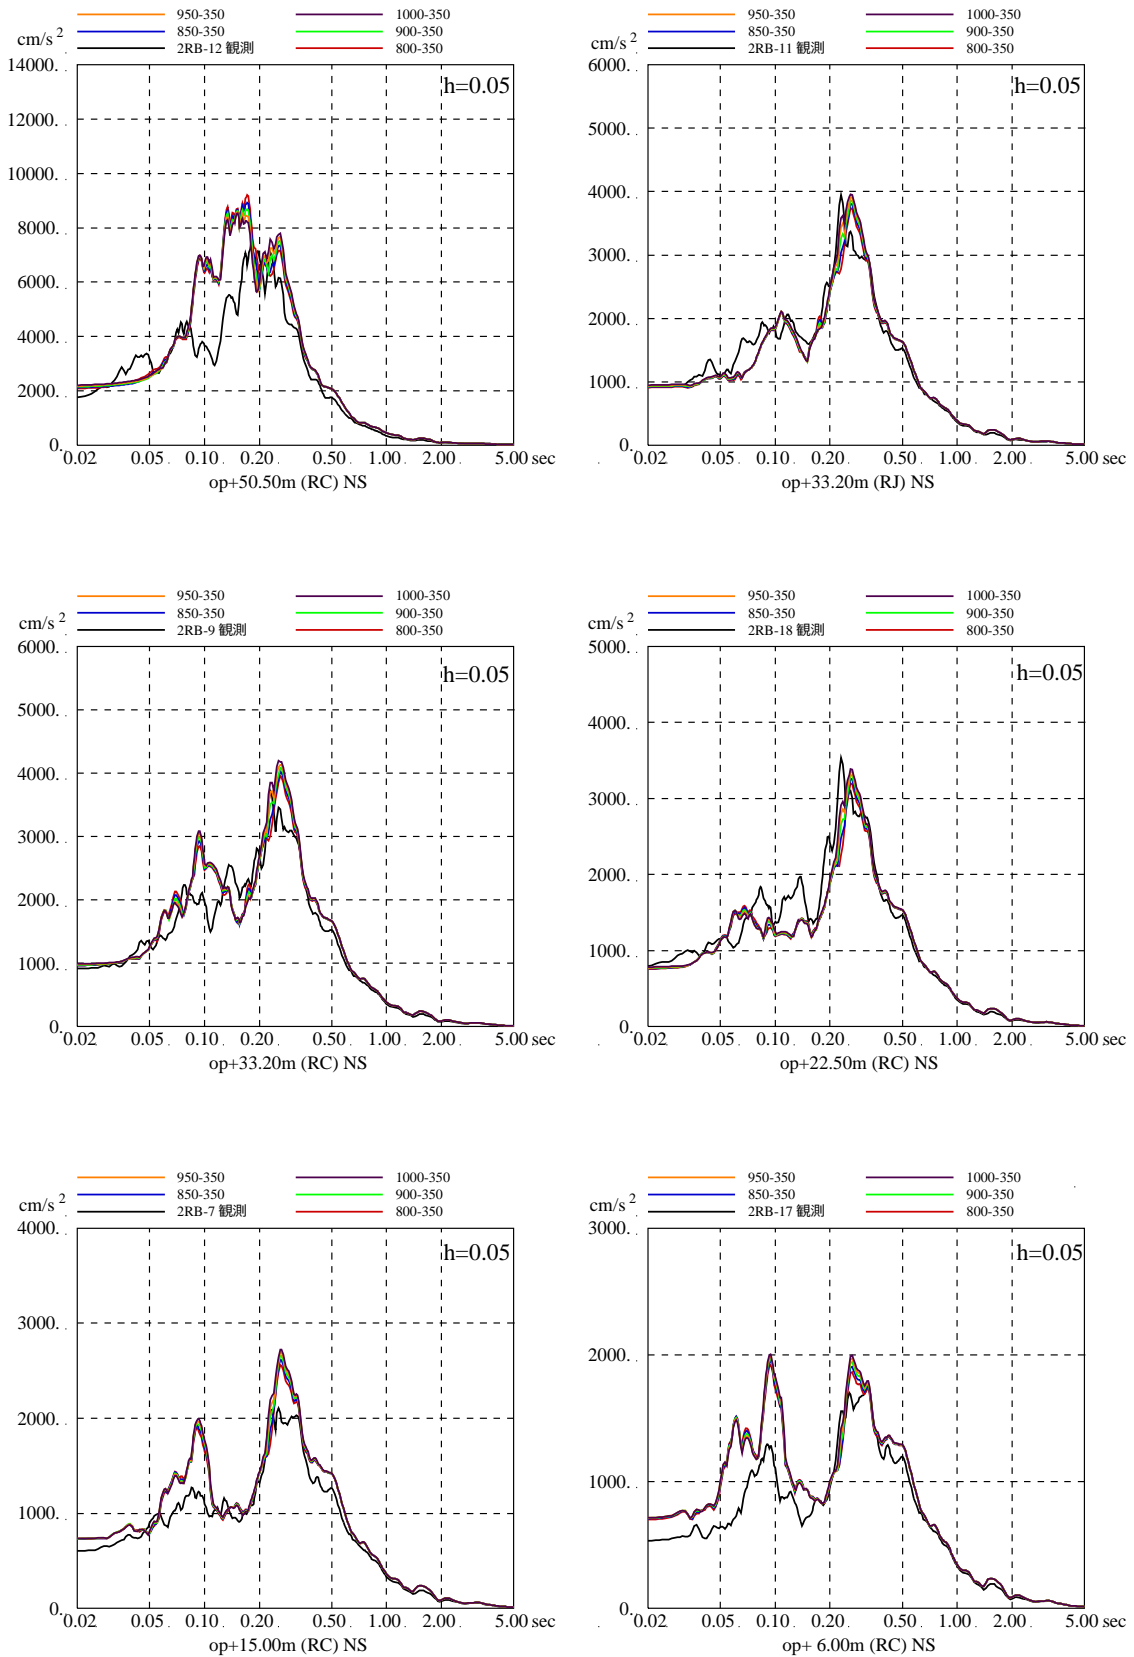 950-350 1000-350
850-350 900-350
2RB-12 観測 800-350
cm/s 2
14000.
12000.
10000.
8000.
6000.
4000.
2000.
0.
h=0.05
0.02 0.05 0.10 0.20 0.50 1.00 2.00 5.00 sec
op+50.50m (RC) NS
950-350 1000-350
850-350 900-350
2RB-11 観測 800-350
cm/s 2
6000.
5000.
4000.
3000.
2000.
1000.
0.
h=0.05
0.02 0.05 0.10 0.20 0.50 1.00 2.00 5.00 sec
op+33.20m (RJ) NS
950-350 1000-350
850-350 900-350
2RB-9 観測 800-350
cm/s 2
6000.
5000.
4000.
3000.
2000.
1000.
0.
h=0.05
0.02 0.05 0.10 0.20 0.50 1.00 2.00 5.00 sec
op+33.20m (RC) NS
950-350 1000-350
850-350 900-350
2RB-18 観測 800-350
cm/s 2
5000.
4000.
3000.
2000.
1000.
0.
h=0.05
0.02 0.05 0.10 0.20 0.50 1.00 2.00 5.00 sec
op+22.50m (RC) NS
950-350 1000-350
850-350 900-350
2RB-7 観測 800-350
cm/s 2
4000.
3000.
2000.
1000.
0.
h=0.05
0.02 0.05 0.10 0.20 0.50 1.00 2.00 5.00 sec
op+15.00m (RC) NS
950-350 1000-350
850-350 900-350
2RB-17 観測 800-350
cm/s 2
3000.
2000.
1000.
0.
h=0.05
0.02 0.05 0.10 0.20 0.50 1.00 2.00 5.00 sec
op+ 6.00m (RC) NS